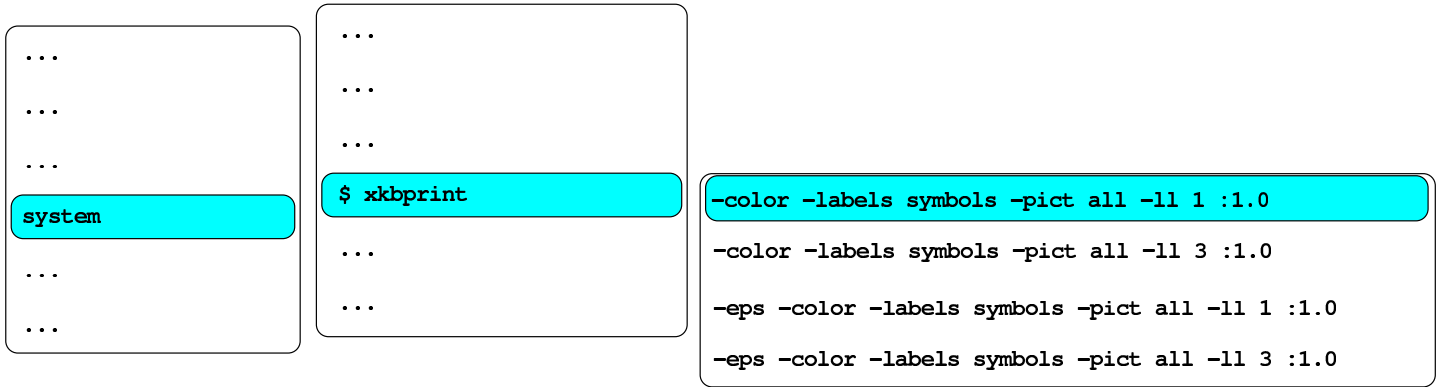 ...
...
...
system
...
...
...
...
...
$ xkbprint
...
...
-color -labels symbols -pict all -ll 1 :1.0
-color -labels symbols -pict all -ll 3 :1.0
-eps -color -labels symbols -pict all -ll 1 :1.0
-eps -color -labels symbols -pict all -ll 3 :1.0